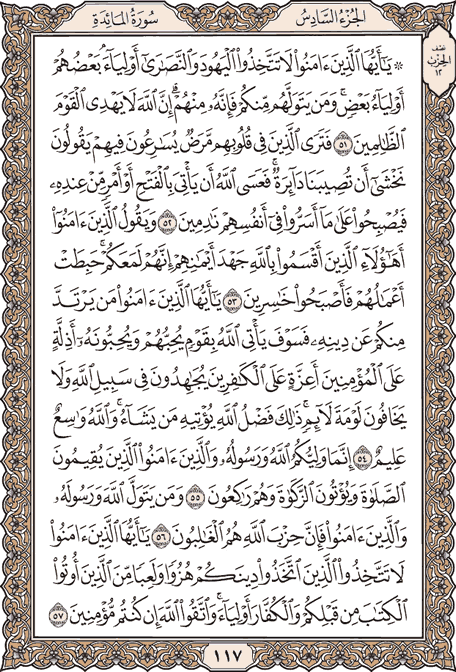 سُورَةُ المَائِدَةِ
الجُزْءُ السَّادِسُ
نصف
الحزب
١٢
۞ يَٰٓأَيُّهَا ٱلَّذِينَ ءَامَنُوا۟ لَا تَتَّخِذُوا۟ ٱلْيَهُودَ وَٱلنَّصَٰرَىٰٓ أَوْلِيَآءَۘ بَعْضُهُمْ
أَوْلِيَآءُ بَعْضٍۚ وَمَن يَتَوَلَّهُم مِّنكُمْ فَإِنَّهُۥ مِنْهُمْۗ إِنَّ ٱللَّهَ لَا يَهْدِى ٱلْقَوْمَ
ٱلظَّٰلِمِينَ ٥١ فَتَرَى ٱلَّذِينَ فِى قُلُوبِهِم مَّرَضٌ يُسَٰرِعُونَ فِيهِمْ يَقُولُونَ
نَخْشَىٰٓ أَن تُصِيبَنَا دَآئِرَةٌۚ فَعَسَى ٱللَّهُ أَن يَأْتِىَ بِٱلْفَتْحِ أَوْ أَمْرٍ مِّنْ عِندِهِۦ
فَيُصْبِحُوا۟ عَلَىٰ مَآ أَسَرُّوا۟ فِىٓ أَنفُسِهِمْ نَٰدِمِينَ ٥٢ وَيَقُولُ ٱلَّذِينَ ءَامَنُوٓا۟
أَهَٰٓؤُلَآءِ ٱلَّذِينَ أَقْسَمُوا۟ بِٱللَّهِ جَهْدَ أَيْمَٰنِهِمْ إِنَّهُمْ لَمَعَكُمْۚ حَبِطَتْ
أَعْمَٰلُهُمْ فَأَصْبَحُوا۟ خَٰسِرِينَ ٥٣ يَٰٓأَيُّهَا ٱلَّذِينَ ءَامَنُوا۟ مَن يَرْتَدَّ
مِنكُمْ عَن دِينِهِۦ فَسَوْفَ يَأْتِى ٱللَّهُ بِقَوْمٍ يُحِبُّهُمْ وَيُحِبُّونَهُۥٓ أَذِلَّةٍ
عَلَى ٱلْمُؤْمِنِينَ أَعِزَّةٍ عَلَى ٱلْكَٰفِرِينَ يُجَٰهِدُونَ فِى سَبِيلِ ٱللَّهِ وَلَا
يَخَافُونَ لَوْمَةَ لَآئِمٍۚ ذَٰلِكَ فَضْلُ ٱللَّهِ يُؤْتِيهِ مَن يَشَآءُۚ وَٱللَّهُ وَٰسِعٌ
عَلِيمٌ ٥٤ إِنَّمَا وَلِيُّكُمُ ٱللَّهُ وَرَسُولُهُۥ وَٱلَّذِينَ ءَامَنُوا۟ ٱلَّذِينَ يُقِيمُونَ
ٱلصَّلَوٰةَ وَيُؤْتُونَ ٱلزَّكَوٰةَ وَهُمْ رَٰكِعُونَ ٥٥ وَمَن يَتَوَلَّ ٱللَّهَ وَرَسُولَهُۥ
وَٱلَّذِينَ ءَامَنُوا۟ فَإِنَّ حِزْبَ ٱللَّهِ هُمُ ٱلْغَٰلِبُونَ ٥٦ يَٰٓأَيُّهَا ٱلَّذِينَ ءَامَنُوا۟
لَا تَتَّخِذُوا۟ ٱلَّذِينَ ٱتَّخَذُوا۟ دِينَكُمْ هُزُوًا وَلَعِبًا مِّنَ ٱلَّذِينَ أُوتُوا۟
ٱلْكِتَٰبَ مِن قَبْلِكُمْ وَٱلْكُفَّارَ أَوْلِيَآءَۚ وَٱتَّقُوا۟ ٱللَّهَ إِن كُنتُم مُّؤْمِنِينَ ٥٧
١١٧